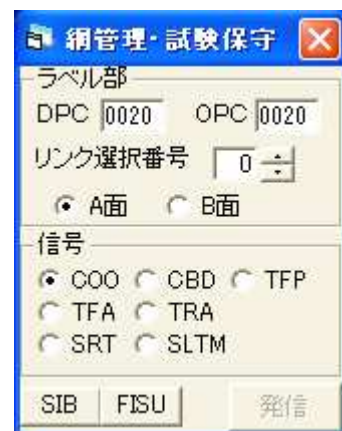 網管理・試験保守
ラベル部
DPC 0020 OPC 0020
リンク選択番号 0
A面 B面
信号
COO CBD TFP
TFA TRA
SRT SLTM
SIB FISU 発信